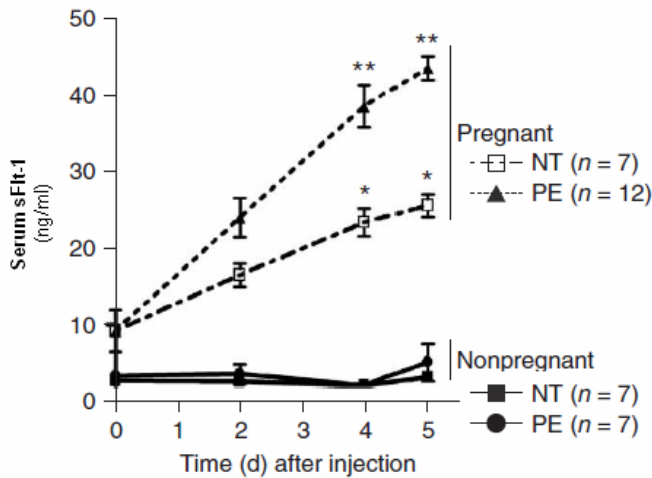 50
40
30
20
10
0
Serum sFlt-1
(ng/ml)
**
**
*
*
0 1 2 3 4 5
Time (d) after injection
Pregnant
NT (n = 7)
PE (n = 12)
Nonpregnant
NT (n = 7)
PE (n = 7)